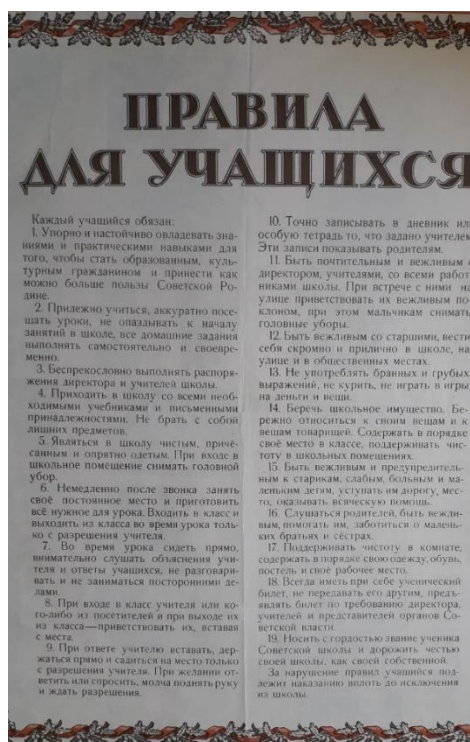 ПРАВИЛА
ДЛЯ УЧАЩИХСЯ
Каждый учащийся обязан:
1. Упорно и настойчиво овладевать зна-
ниями и практическими навыками для
того, чтобы стать образованным, куль-
турным гражданином и принести как
можно больше пользы Советской Ро-
дине.
2. Прилежно учиться, аккуратно посе-
щать уроки, не опаздывать к началу
занятий в школе, все домашние задания
выполнять самостоятельно и своевре-
менно.
3. Беспрекословно выполнять распоря-
жения директора и учителей школы.
4. Приходить в школу со всеми необ-
ходимыми учебниками и письменными
принадлежностями. Не брать с собой
лишних предметов.
5. Являться в школу чистым, причё-
санным и опрятно одетым. При входе в
школьное помещение снимать головной
убор.
6. Немедленно после звонка занять
своё постоянное место и приготовить
всё нужное для урока. Входить в класс и
выходить из класса во время урока толь-
ко с разрешения учителя.
7. Во время урока сидеть прямо,
внимательно слушать объяснения учи-
теля и ответы учащихся, не разговари-
вать и не заниматься посторонними де-
лами.
8. При входе в класс учителя или ко-
го-либо из посетителей и при выходе их
из класса—приветствовать их, вставая
с места.
9. При ответе учителю вставать, дер-
жаться прямо и садиться на место только
с разрешения учителя. При желании от-
ветить или спросить, молча поднять руку
и ждать разрешения.
10. Точно записывать в дневник или
особую тетрадь то, что задано учителем
Эти записи показывать родителям.
11. Быть почтительным и вежливым с
директором, учителями, со всеми работ
никами школы. При встрече с ними на
улице приветствовать их вежливым по
клоном, при этом мальчикам снимать
головные уборы.
12. Быть вежливым со старшими, вести
себя скромно и прилично в школе, на
улице и в общественных местах.
13. Не употреблять бранных и грубых
выражений, не курить, не играть в игры
на деньги и вещи.
14. Беречь школьное имущество. Бе-
режно относиться к своим вещам и к
вещам товарищей. Содержать в порядке
своё место в классе, поддерживать чис-
тоту в школьных помещениях.
15. Быть вежливым и предупредитель-
ным к старикам, слабым, больным и ма-
леньким детям, уступать им дорогу, мес-
то, оказывать всяческую помощь.
16. Слушаться родителей, быть вежли-
вым, помогать им, заботиться о малень-
ких братьях и сёстрах.
17. Поддерживать чистоту в комнате,
содержать в порядке свою одежду, обувь,
постель и своё рабочее место.
18. Всегда иметь при себе ученический
билет, не передавать его другим, предъ-
являть билет по требованию директора,
учителей и представителей органов Со-
ветской власти.
19. Носить с гордостью звание ученика
Советской школы и дорожить честью
своей школы, как своей собственной.
За нарушение правил учащийся под-
лежит наказанию вплоть до исключения
из школы.